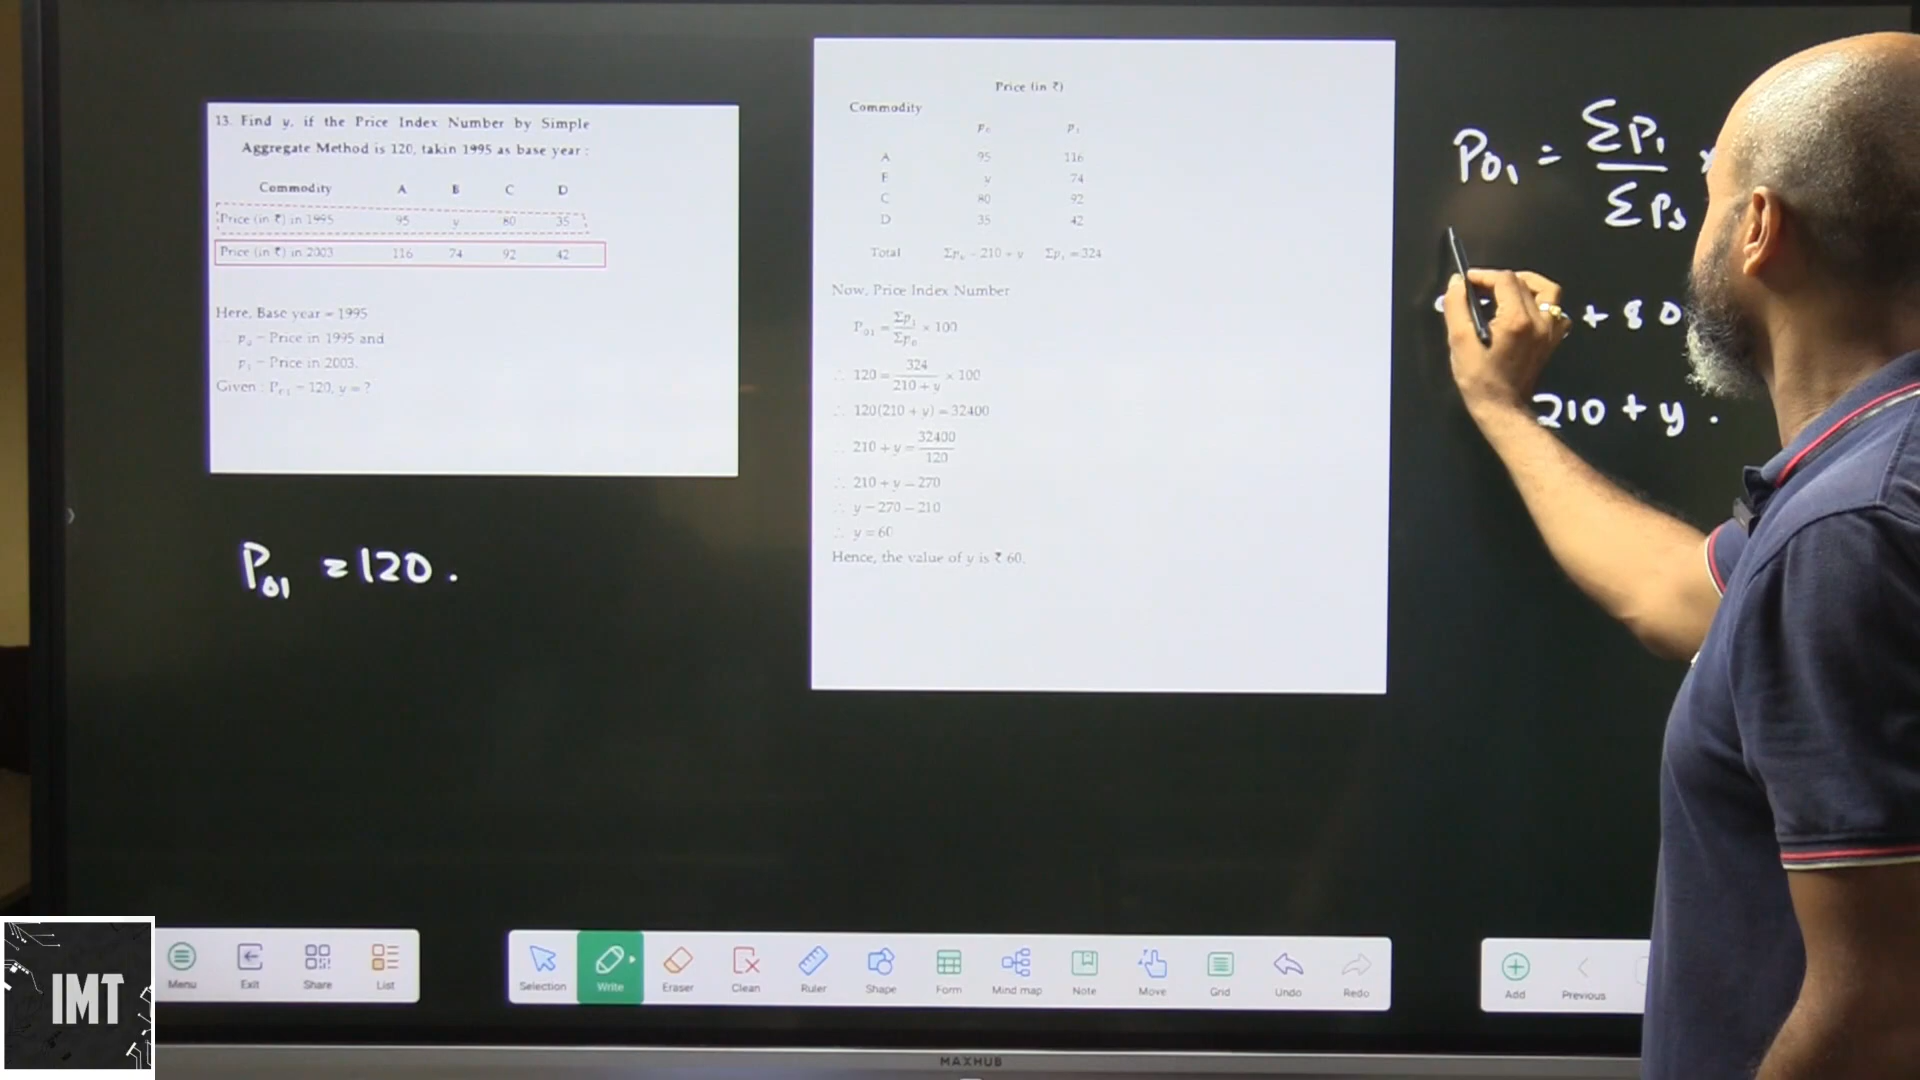 13. Find y, if the Price Index Number by Simple
Aggregate Method is 120, takin 1995 as base year :
Commodity A B C D
Price (in ₹) in 1995 95 y 80 35
Price (in ₹) in 2003 116 74 92 42
Here, Base year = 1995
p₀ = Price in 1995 and
p₁ = Price in 2003.
Given : P₀₁ = 120, y = ?
P₀₁ = 120 .
Price (in ₹)
Commodity
p₀ p₁
A 95 116
y 74
C 80 92
D 35 42
Total Σp₀ = 210 + y Σp₁ = 324
Now, Price Index Number
P₀₁ = Σp₁ / Σp₀ × 100
∴ 120 = 324 / 210 + y × 100
∴ 120(210 + y) = 32400
∴ 210 + y = 32400 / 120
∴ 210 + y = 270
∴ y = 270 – 210
∴ y = 60
Hence, the value of y is ₹ 60.
P₀₁ = Σp₁ / Σp₀
+ 80
210 + y .
IMT
Menu Exit Share List
Selection Write Eraser Clean Ruler Shape Form Mind map Note Move Grid Undo Redo
Add Previous
MAXHUB